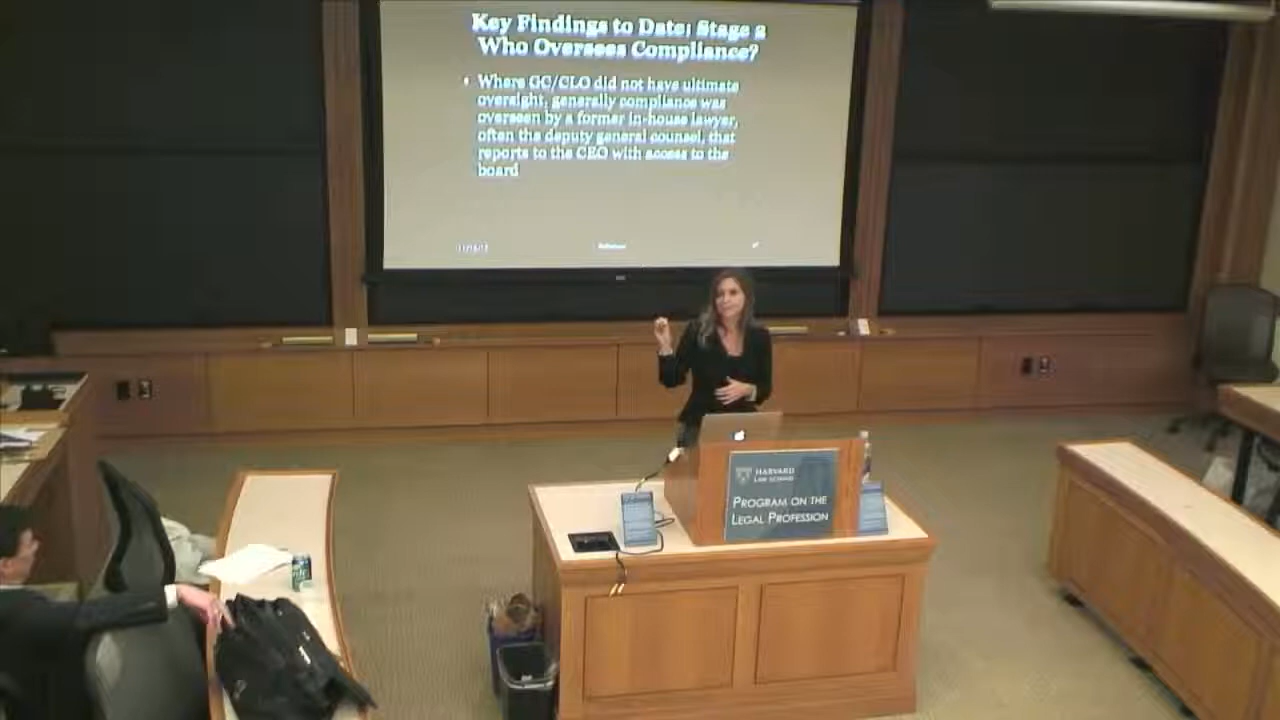 Key Findings to Date: Stage 2
Who Oversees Compliance?
• Where GC/CLO did not have ultimate
oversight, generally compliance was
overseen by a former in-house lawyer,
often the deputy general counsel, that
reports to the CEO with access to the
board
HARVARD
LAW SCHOOL
PROGRAM ON THE
LEGAL PROFESSION